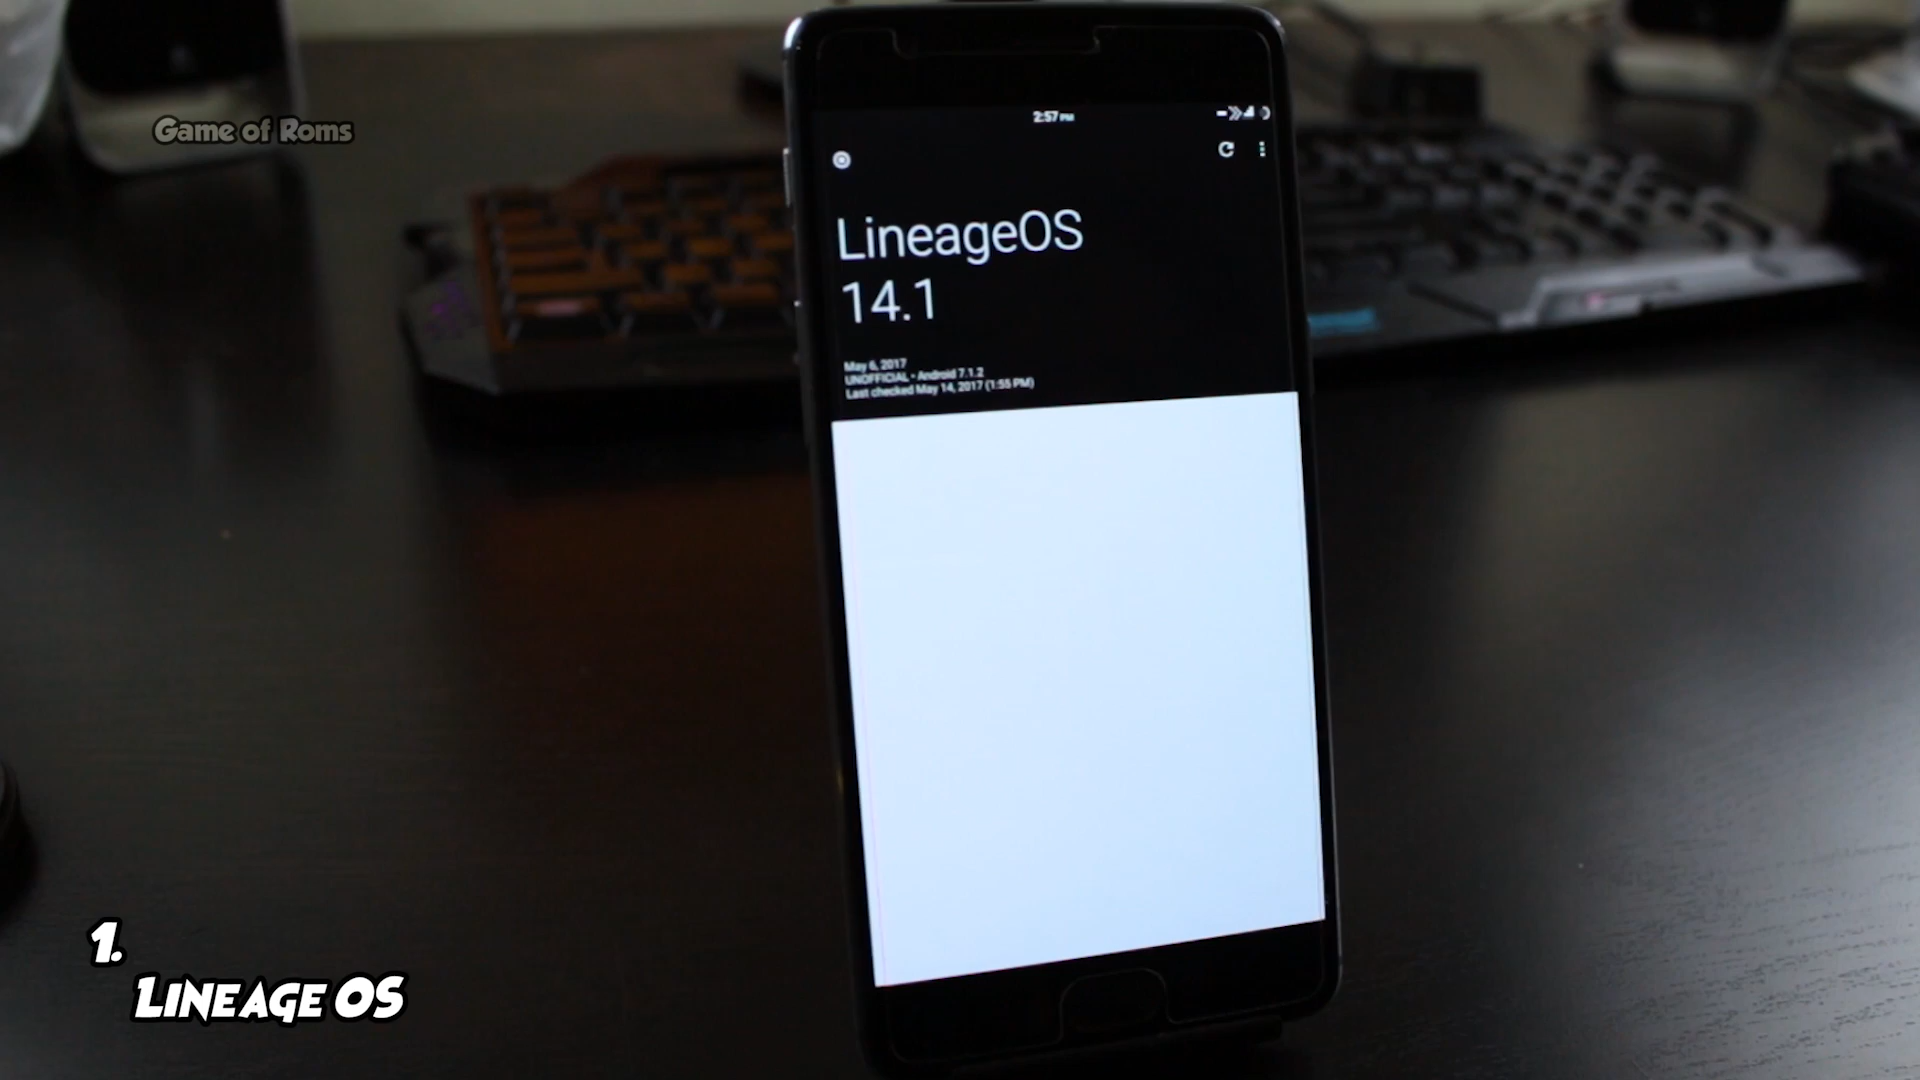 Game of Roms
2:57 PM
LineageOS
14.1
May 6, 2017
UNOFFICIAL • Android 7.1.2
Last checked May 14, 2017 (1:55 PM)
1.
LINEAGE OS